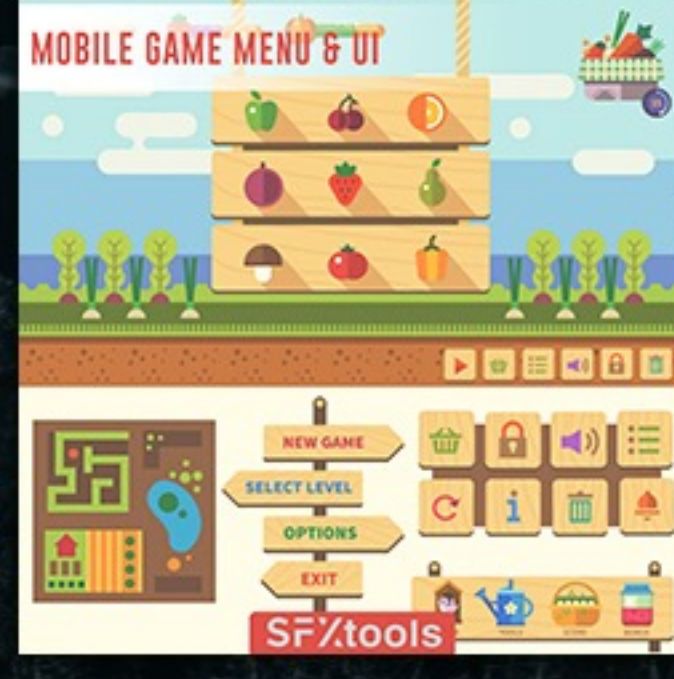 MOBILE GAME MENU & UI
NEW GAME
SELECT LEVEL
OPTIONS
EXIT
SFXtools